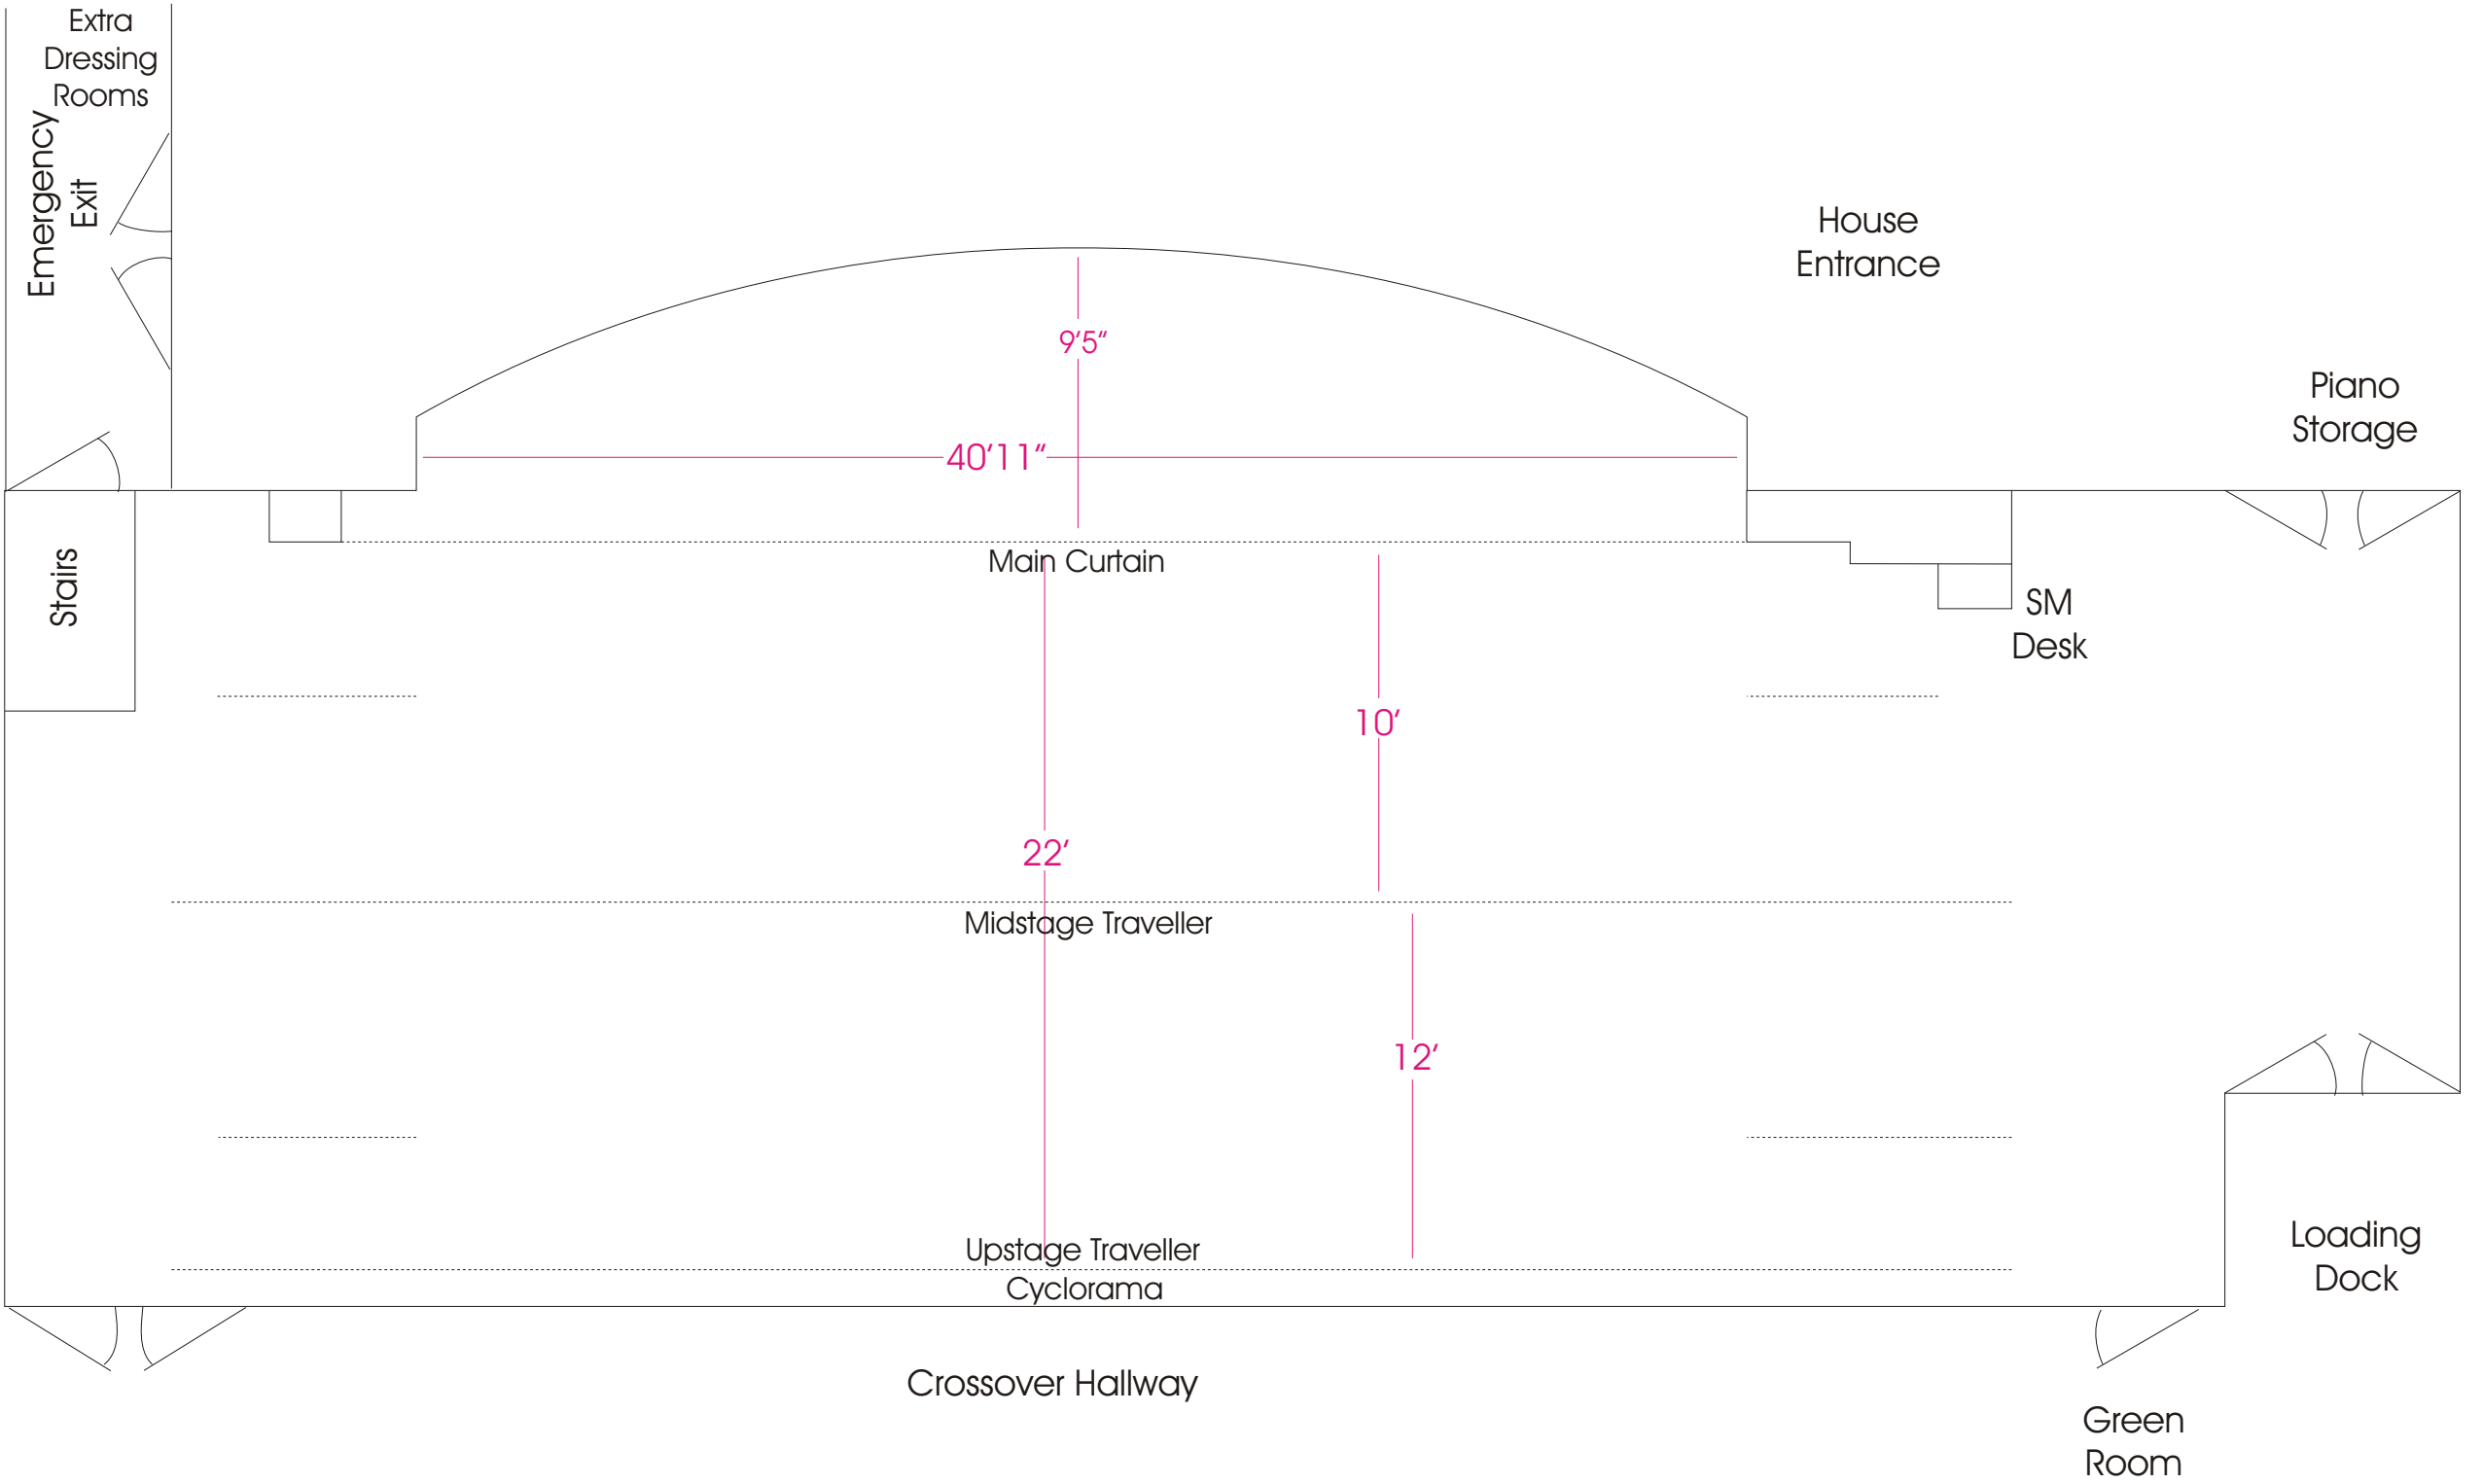 Extra
Dressing
Rooms
Emergency
Exit
House
Entrance
9’5“
Piano
Storage
40’11“
Main Curtain
Stairs
SM
Desk
10’
22’
Midstage Traveller
12’
Upstage Traveller
Cyclorama
Loading
Dock
Crossover Hallway
Green
Room